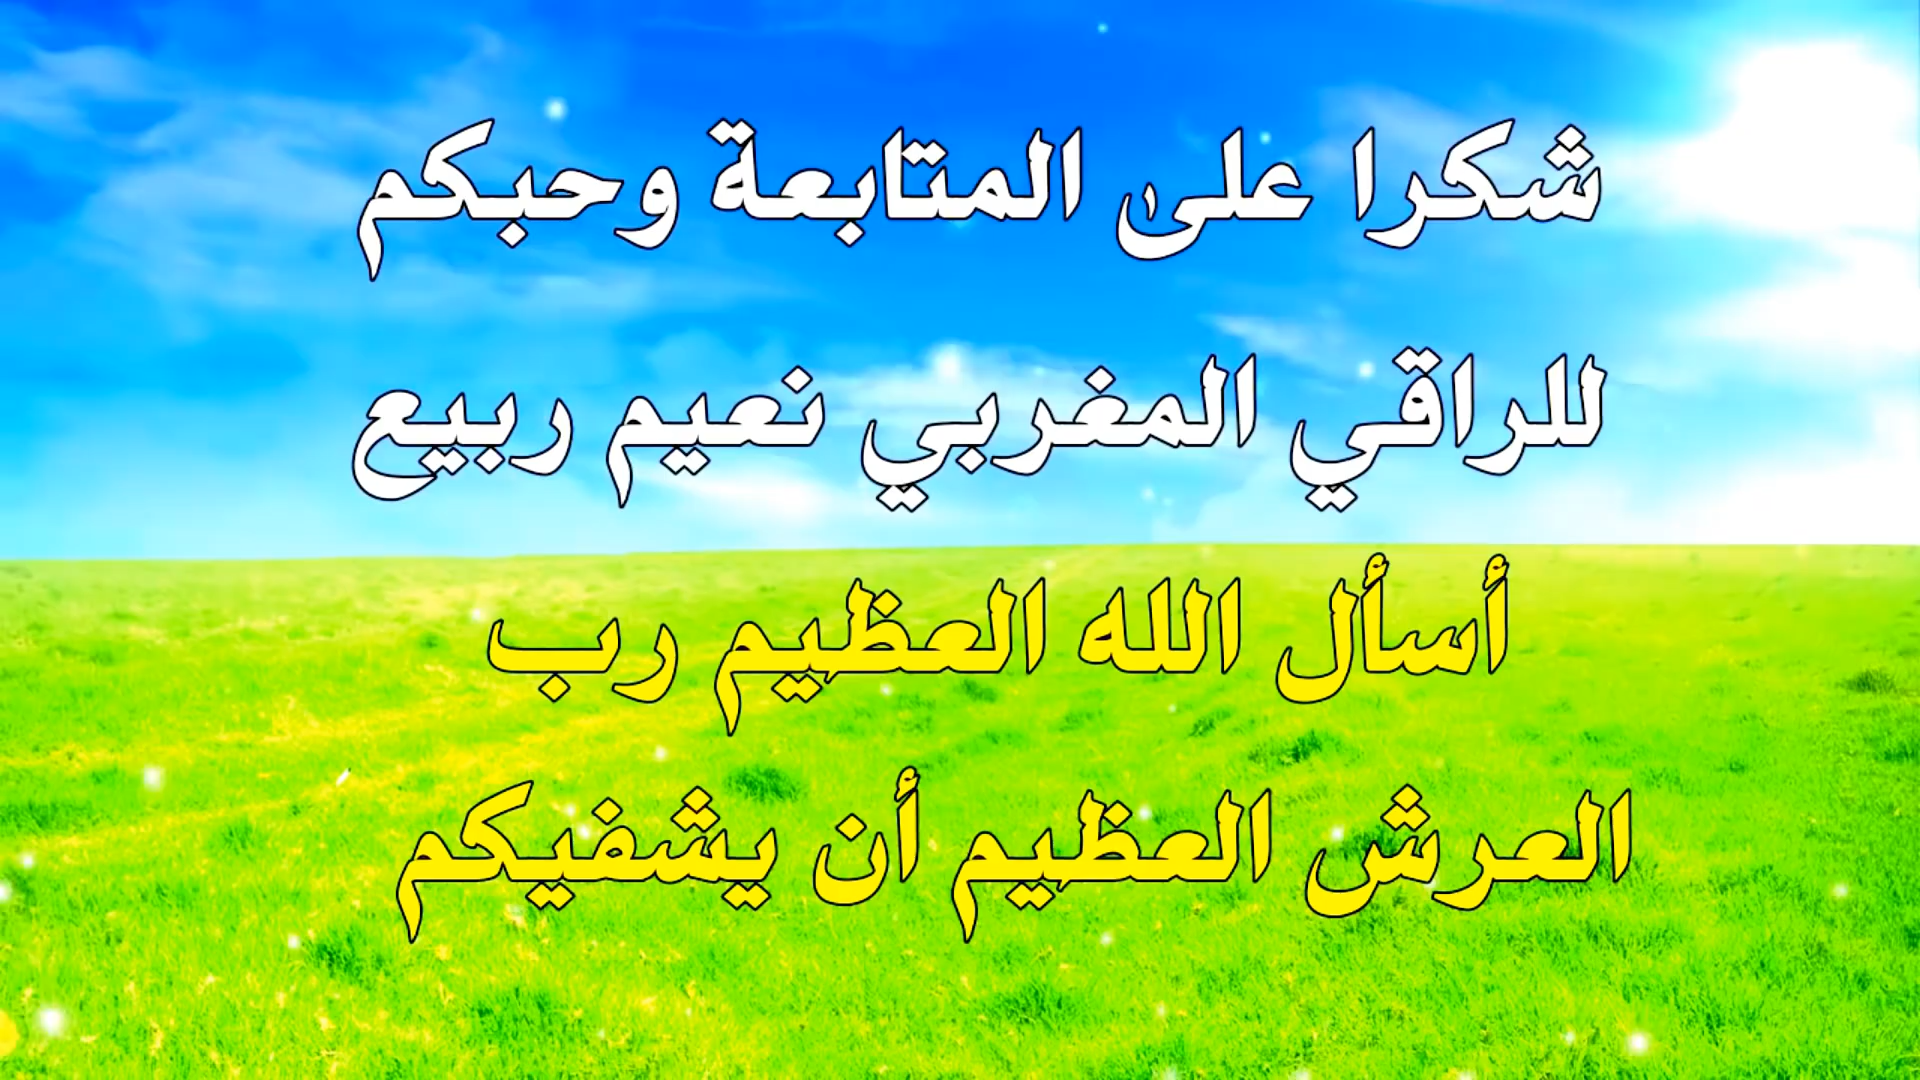 شكرا على المتابعة وحبكم
للراقي المغربي نعيم ربيع
أسأل الله العظيم رب
العرش العظيم أن يشفيكم